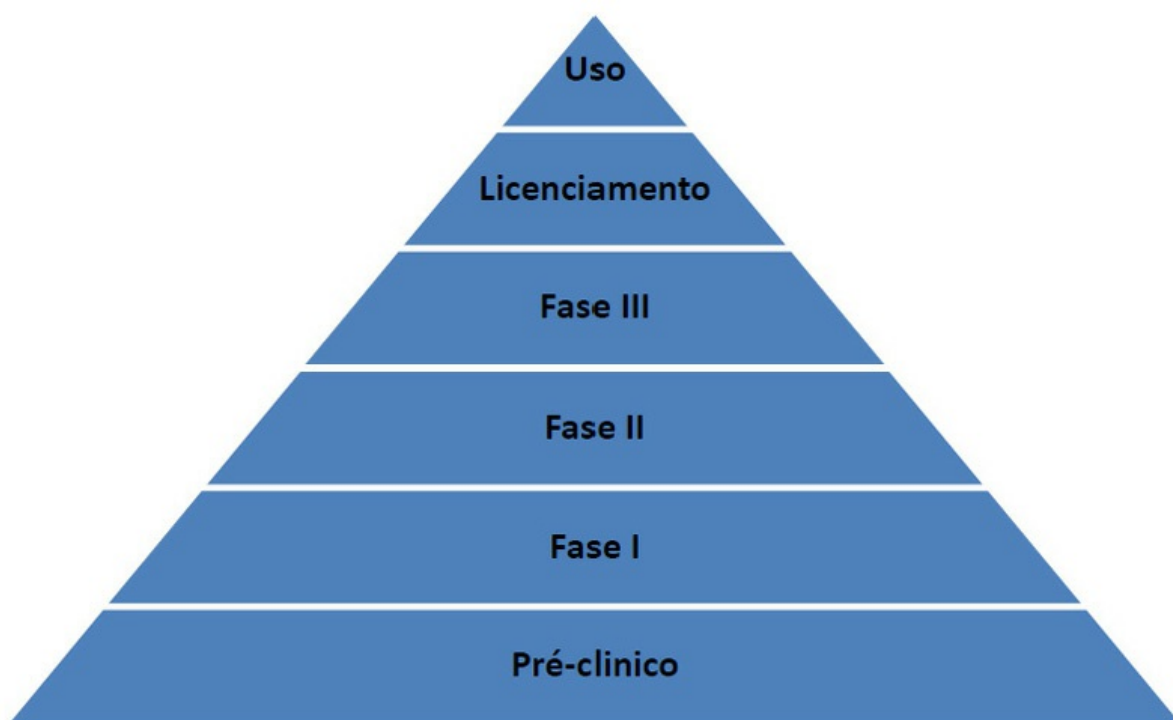 Uso
Licenciamento
Fase III
Fase II
Fase I
Pré-clinico